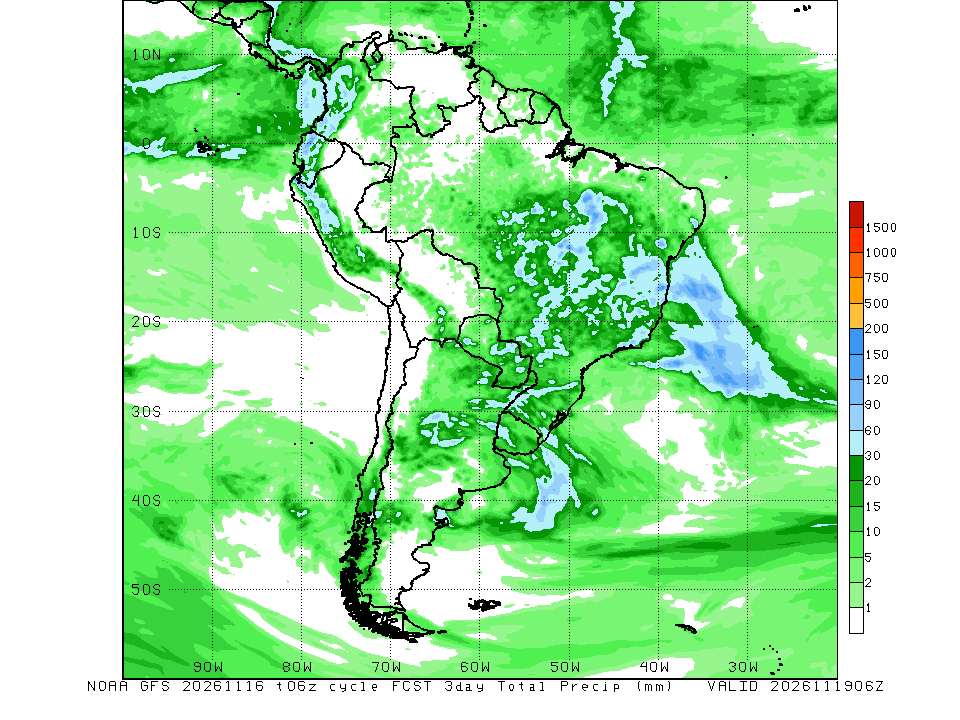 10N
0
10S
20S
30S
40S
50S
90W 80W 70W 60W 50W 40W 30W
1500
1000
750
500
200
150
120
90
60
30
20
15
10
5
2
1
NOAA GFS 20261116 t06z cycle FCST 3day Total Precip (mm) VALID 2026111906Z